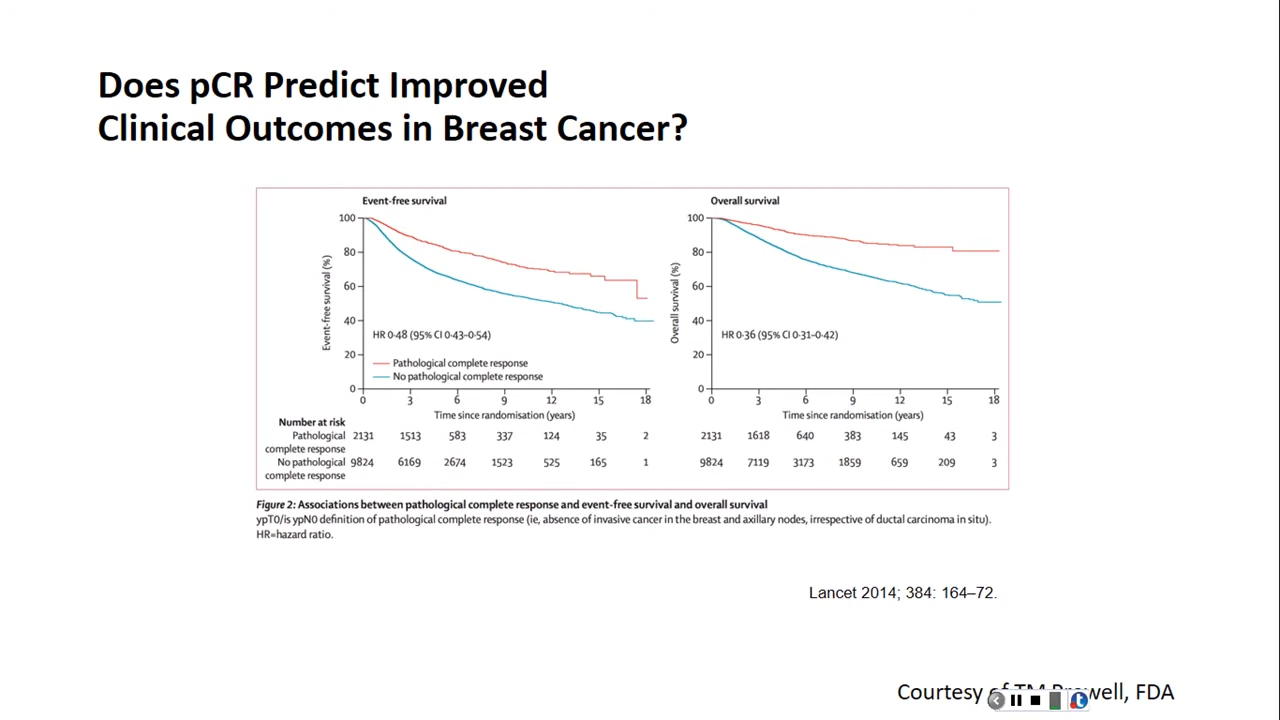 Does pCR Predict Improved
Clinical Outcomes in Breast Cancer?
Event-free survival
Event-free survival (%)
100
80
60
40
20
0
HR 0·48 (95% CI 0·43–0·54)
Pathological complete response
No pathological complete response
0 3 6 9 12 15 18
Time since randomisation (years)
Overall survival
Overall survival (%)
100
80
60
40
20
0
HR 0·36 (95% CI 0·31–0·42)
0 3 6 9 12 15 18
Time since randomisation (years)
Number at risk
Pathological 2131 1513 583 337 124 35 2 2131 1618 640 383 145 43 3
complete response
No pathological 9824 6169 2674 1523 525 165 1 9824 7119 3173 1859 659 209 3
complete response
Figure 2: Associations between pathological complete response and event-free survival and overall survival
ypT0/is ypN0 definition of pathological complete response (ie, absence of invasive cancer in the breast and axillary nodes, irrespective of ductal carcinoma in situ).
HR=hazard ratio.
Lancet 2014; 384: 164–72.
Courtesy of TM FDA